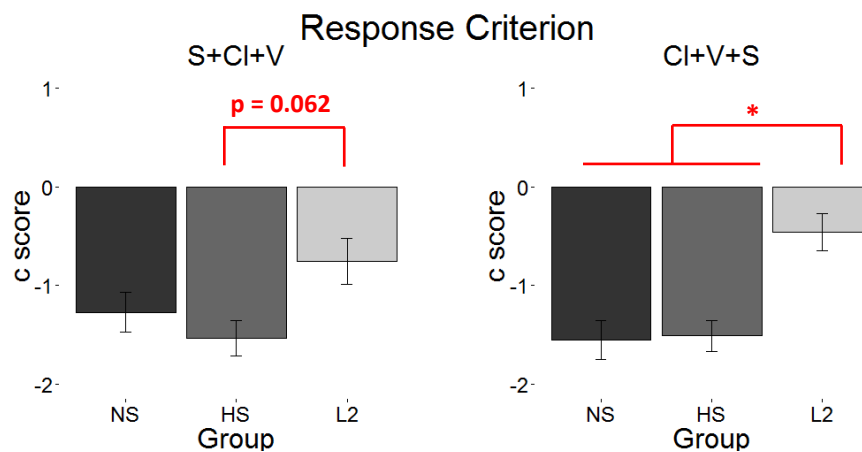 Response Criterion
S+Cl+V
Cl+V+S
1
0
-1
-2
c score
p = 0.062
NS
HS
L2
Group
1
0
-1
-2
c score
*
NS
HS
L2
Group